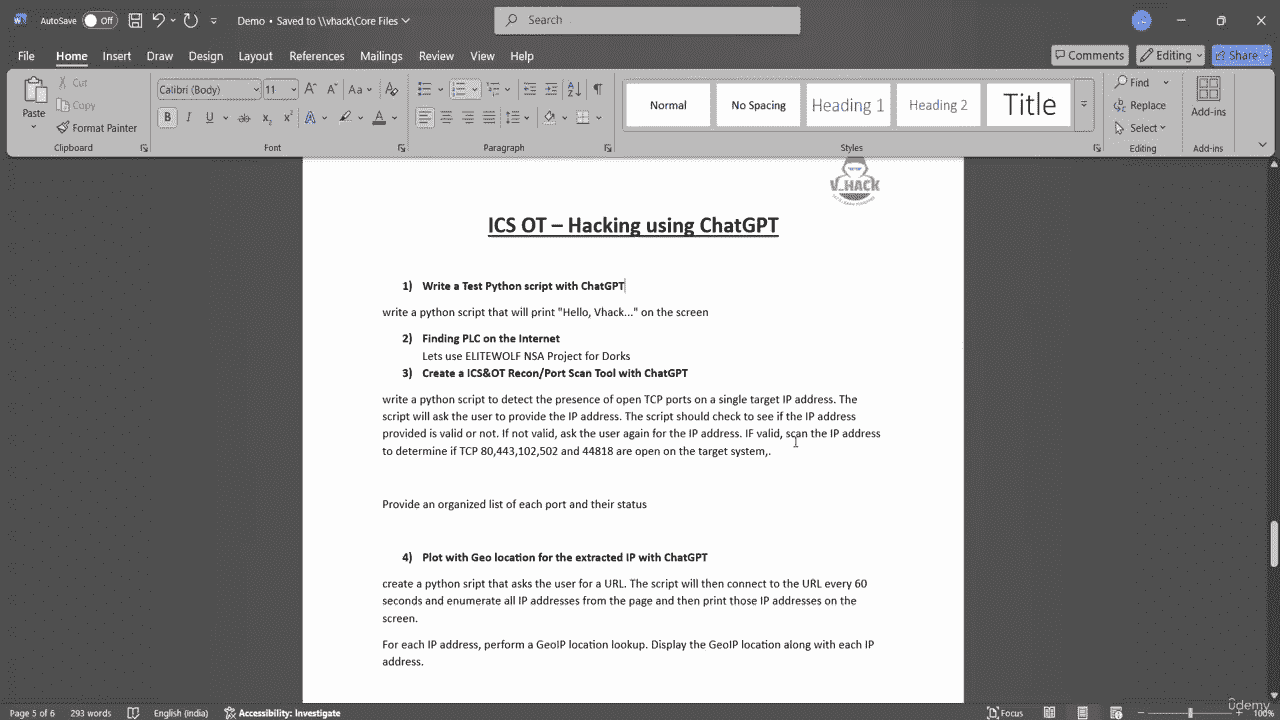 AutoSave Demo • Saved to \\vhack\Core Files Search
File Home Insert Draw Design Layout References Mailings Review View Help Comments Editing Share
Paste Cut Copy Format Painter Calibri (Body) 11 Normal No Spacing Heading 1 Heading 2 Title Find Replace Select Add-ins
Clipboard Font Paragraph Styles Editing Add-ins
V_HACK
ICS OT – Hacking using ChatGPT
1) Write a Test Python script with ChatGPT
write a python script that will print "Hello, Vhack..." on the screen
2) Finding PLC on the Internet
Lets use ELITEWOLF NSA Project for Dorks
3) Create a ICS&OT Recon/Port Scan Tool with ChatGPT
write a python script to detect the presence of open TCP ports on a single target IP address. The
script will ask the user to provide the IP address. The script should check to see if the IP address
provided is valid or not. If not valid, ask the user again for the IP address. IF valid, scan the IP address
to determine if TCP 80,443,102,502 and 44818 are open on the target system,.
Provide an organized list of each port and their status
4) Plot with Geo location for the extracted IP with ChatGPT
create a python sript that asks the user for a URL. The script will then connect to the URL every 60
seconds and enumerate all IP addresses from the page and then print those IP addresses on the
screen.
For each IP address, perform a GeoIP location lookup. Display the GeoIP location along with each IP
address.
Page 5 of 6 293 words English (India) Accessibility: Investigate Focus
Udemy